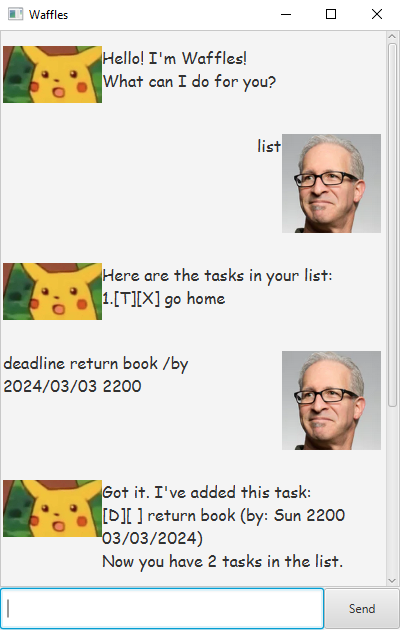 Waffles
Hello! I'm Waffles!
What can I do for you?
list
Here are the tasks in your list:
1.[T][X] go home
deadline return book /by
2024/03/03 2200
Got it. I've added this task:
[D][ ] return book (by: Sun 2200
03/03/2024)
Now you have 2 tasks in the list.
Send